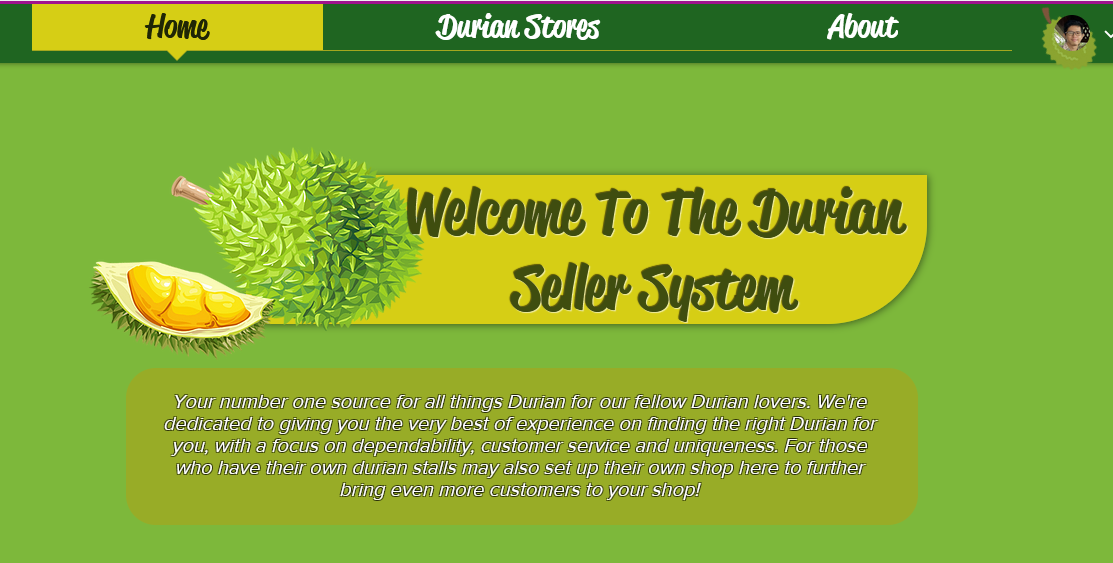 Home
Durian Stores
About
Welcome To The Durian
Seller System
Your number one source for all things Durian for our fellow Durian lovers. We're
dedicated to giving you the very best of experience on finding the right Durian for
you, with a focus on dependability, customer service and uniqueness. For those
who have their own durian stalls may also set up their own shop here to further
bring even more customers to your shop!